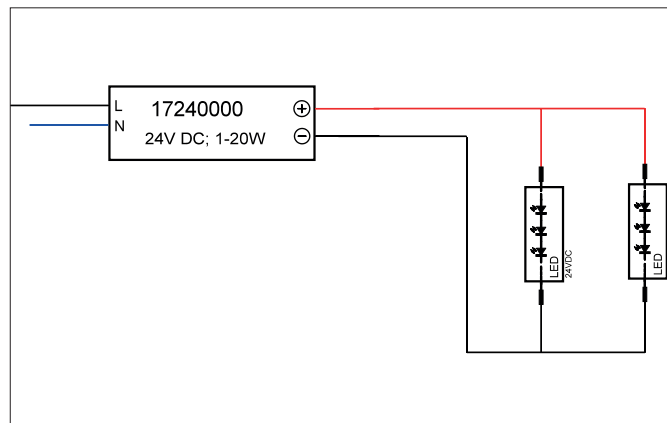 L
17240000
+
N
24V DC; 1-20W
−
LED
24VDC
LED